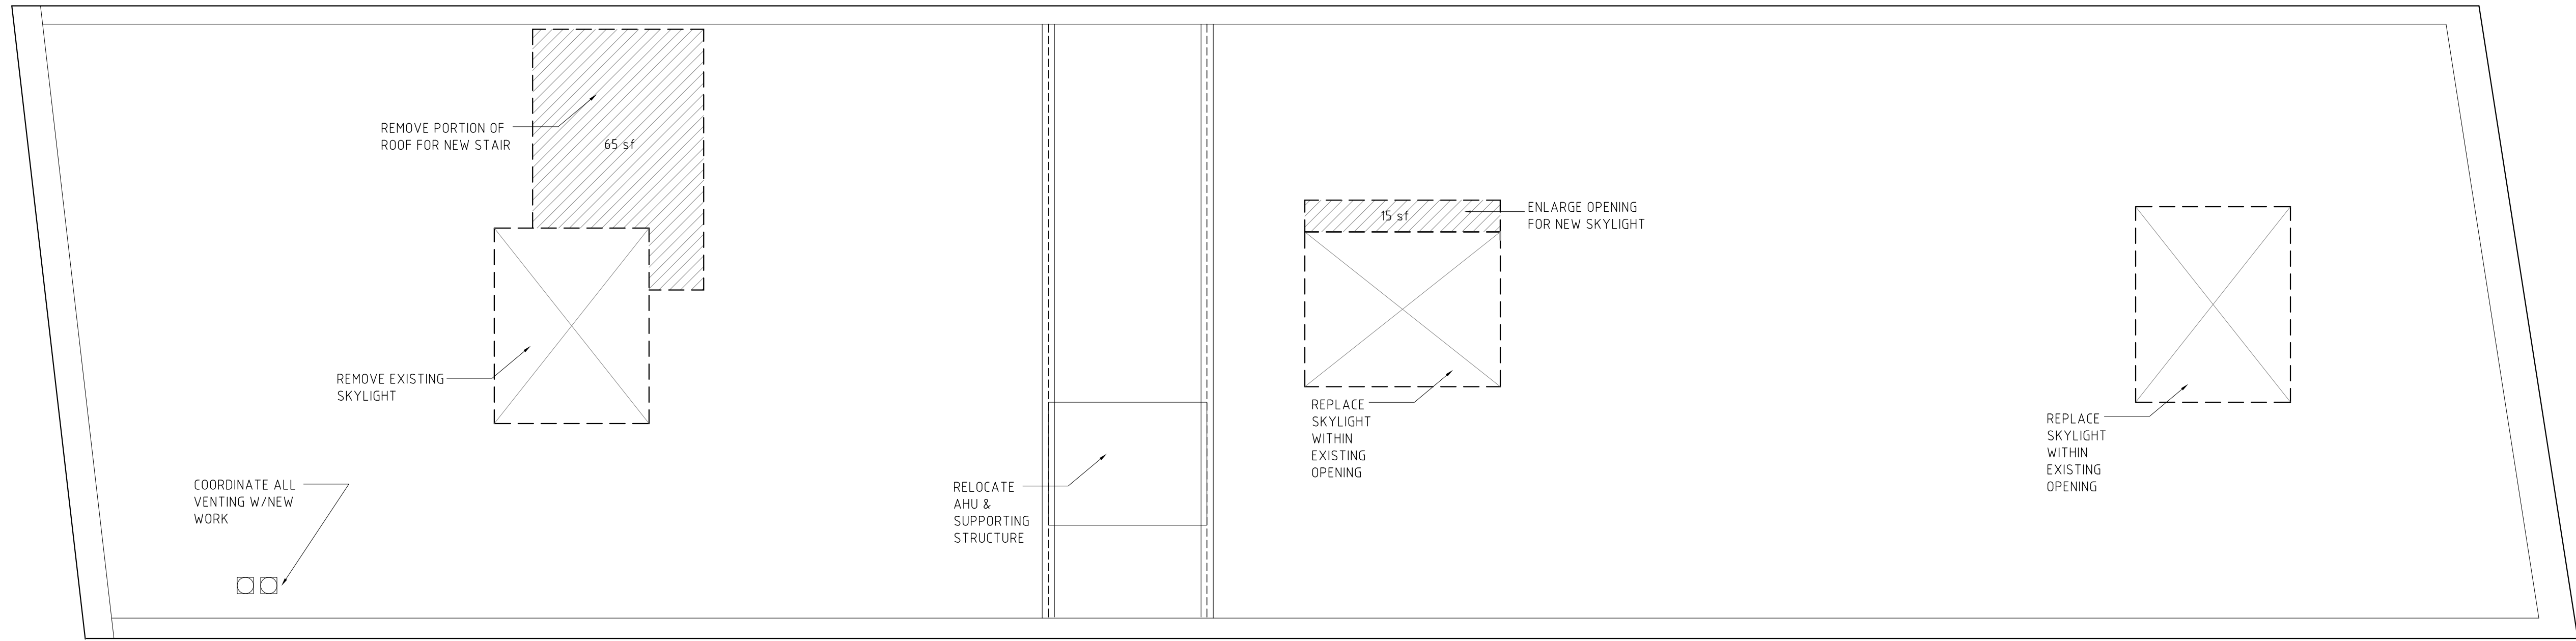 REMOVE PORTION OF
ROOF FOR NEW STAIR
65 sf
REMOVE EXISTING
SKYLIGHT
COORDINATE ALL
VENTING W/NEW
WORK
RELOCATE
AHU &
SUPPORTING
STRUCTURE
15 sf
ENLARGE OPENING
FOR NEW SKYLIGHT
REPLACE
SKYLIGHT
WITHIN
EXISTING
OPENING
REPLACE
SKYLIGHT
WITHIN
EXISTING
OPENING